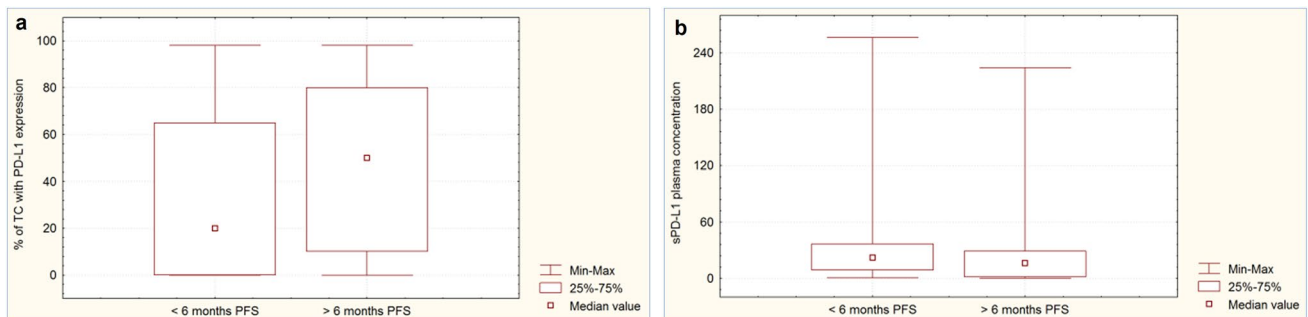 a
% of TC with PD-L1 expression
100
80
60
40
20
0
< 6 months PFS
> 6 months PFS
Min-Max
25%-75%
Median value
b
sPD-L1 plasma concentration
240
180
120
60
0
< 6 months PFS
> 6 months PFS
Min-Max
25%-75%
Median value